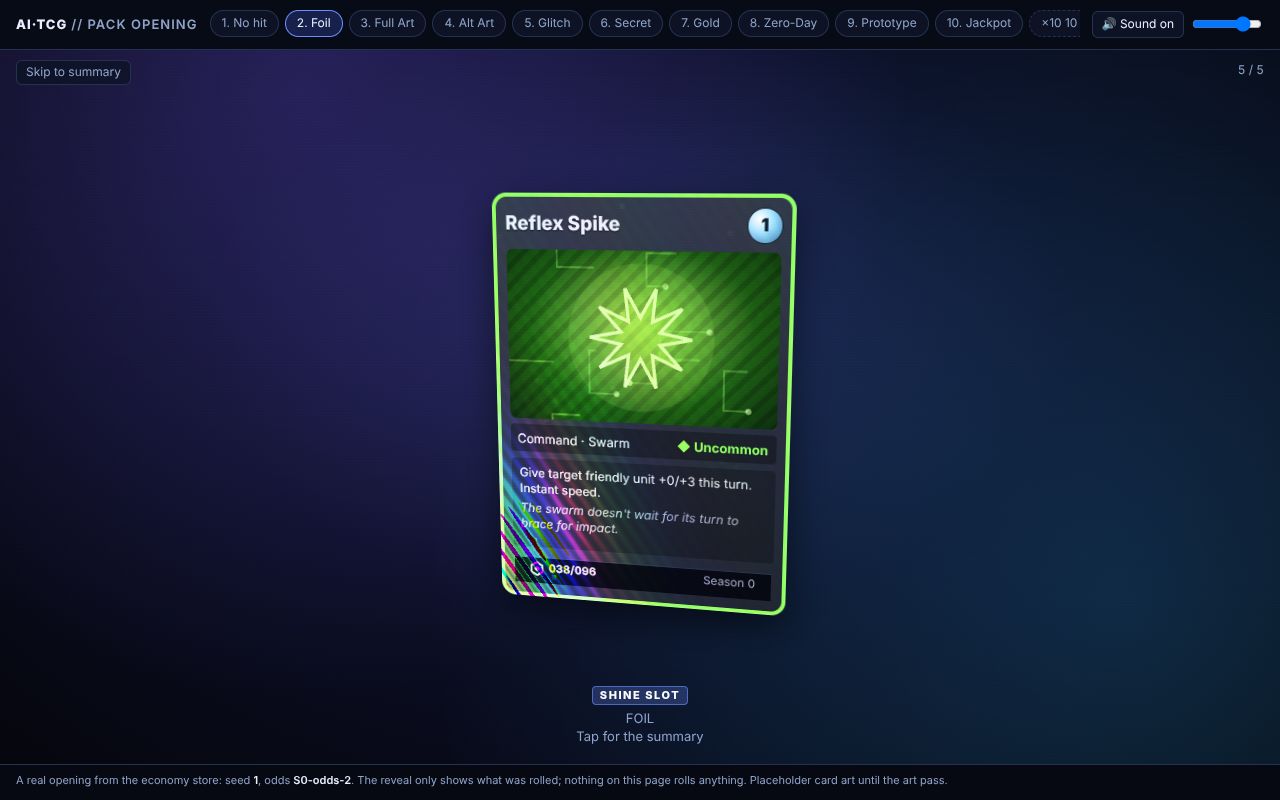 AI·TCG // PACK OPENING
1. No hit
2. Foil
3. Full Art
4. Alt Art
5. Glitch
6. Secret
7. Gold
8. Zero-Day
9. Prototype
10. Jackpot
×10 10
🔊 Sound on
Skip to summary
5 / 5
Reflex Spike
1
Command · Swarm
◆ Uncommon
Give target friendly unit +0/+3 this turn.
Instant speed.
The swarm doesn't wait for its turn to
brace for impact.
038/096
Season 0
SHINE SLOT
FOIL
Tap for the summary
A real opening from the economy store: seed 1, odds S0-odds-2. The reveal only shows what was rolled; nothing on this page rolls anything. Placeholder card art until the art pass.